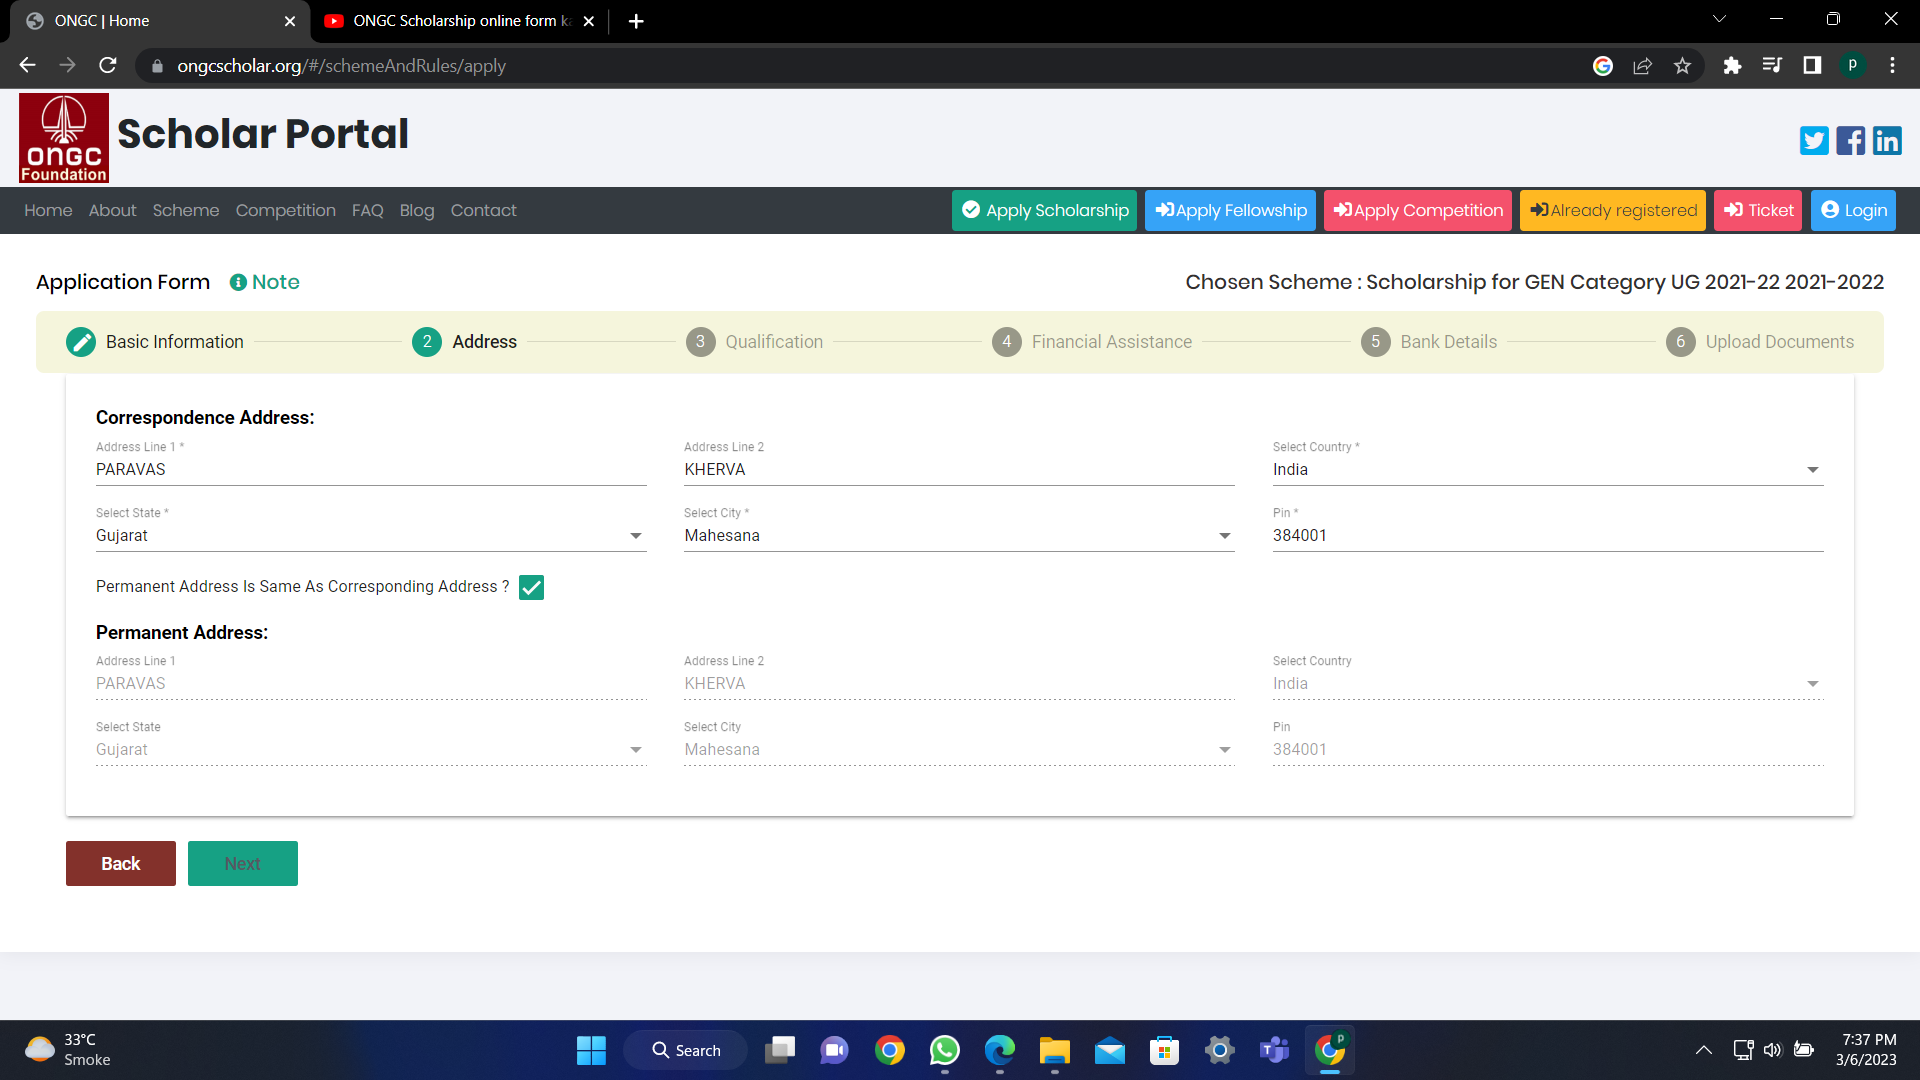 ONGC | Home
ONGC Scholarship online form
ongcscholar.org/#/schemeAndRules/apply
P
ONGC
Foundation
Scholar Portal
Home About Scheme Competition FAQ Blog Contact
Apply Scholarship Apply Fellowship Apply Competition Already registered Ticket Login
Application Form Note
Chosen Scheme : Scholarship for GEN Category UG 2021-22 2021-2022
Basic Information 2 Address 3 Qualification 4 Financial Assistance 5 Bank Details 6 Upload Documents
Correspondence Address:
Address Line 1 * Address Line 2 Select Country *
PARAVAS KHERVA India
Select State * Select City * Pin *
Gujarat Mahesana 384001
Permanent Address Is Same As Corresponding Address ?
Permanent Address:
Address Line 1 Address Line 2 Select Country
PARAVAS KHERVA India
Select State Select City Pin
Gujarat Mahesana 384001
Back Next
33°C
Smoke
Search
7:37 PM
3/6/2023